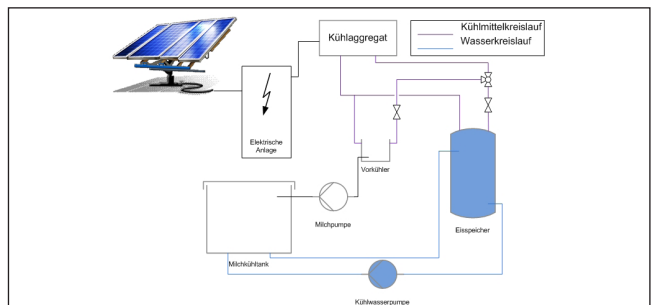 Kühlaggregat
Kühlmittelkreislauf
Wasserkreislauf
Elektrische
Anlage
Vorkühler
Milchpumpe
Eisspeicher
Milchkühltank
Kühlwasserpumpe